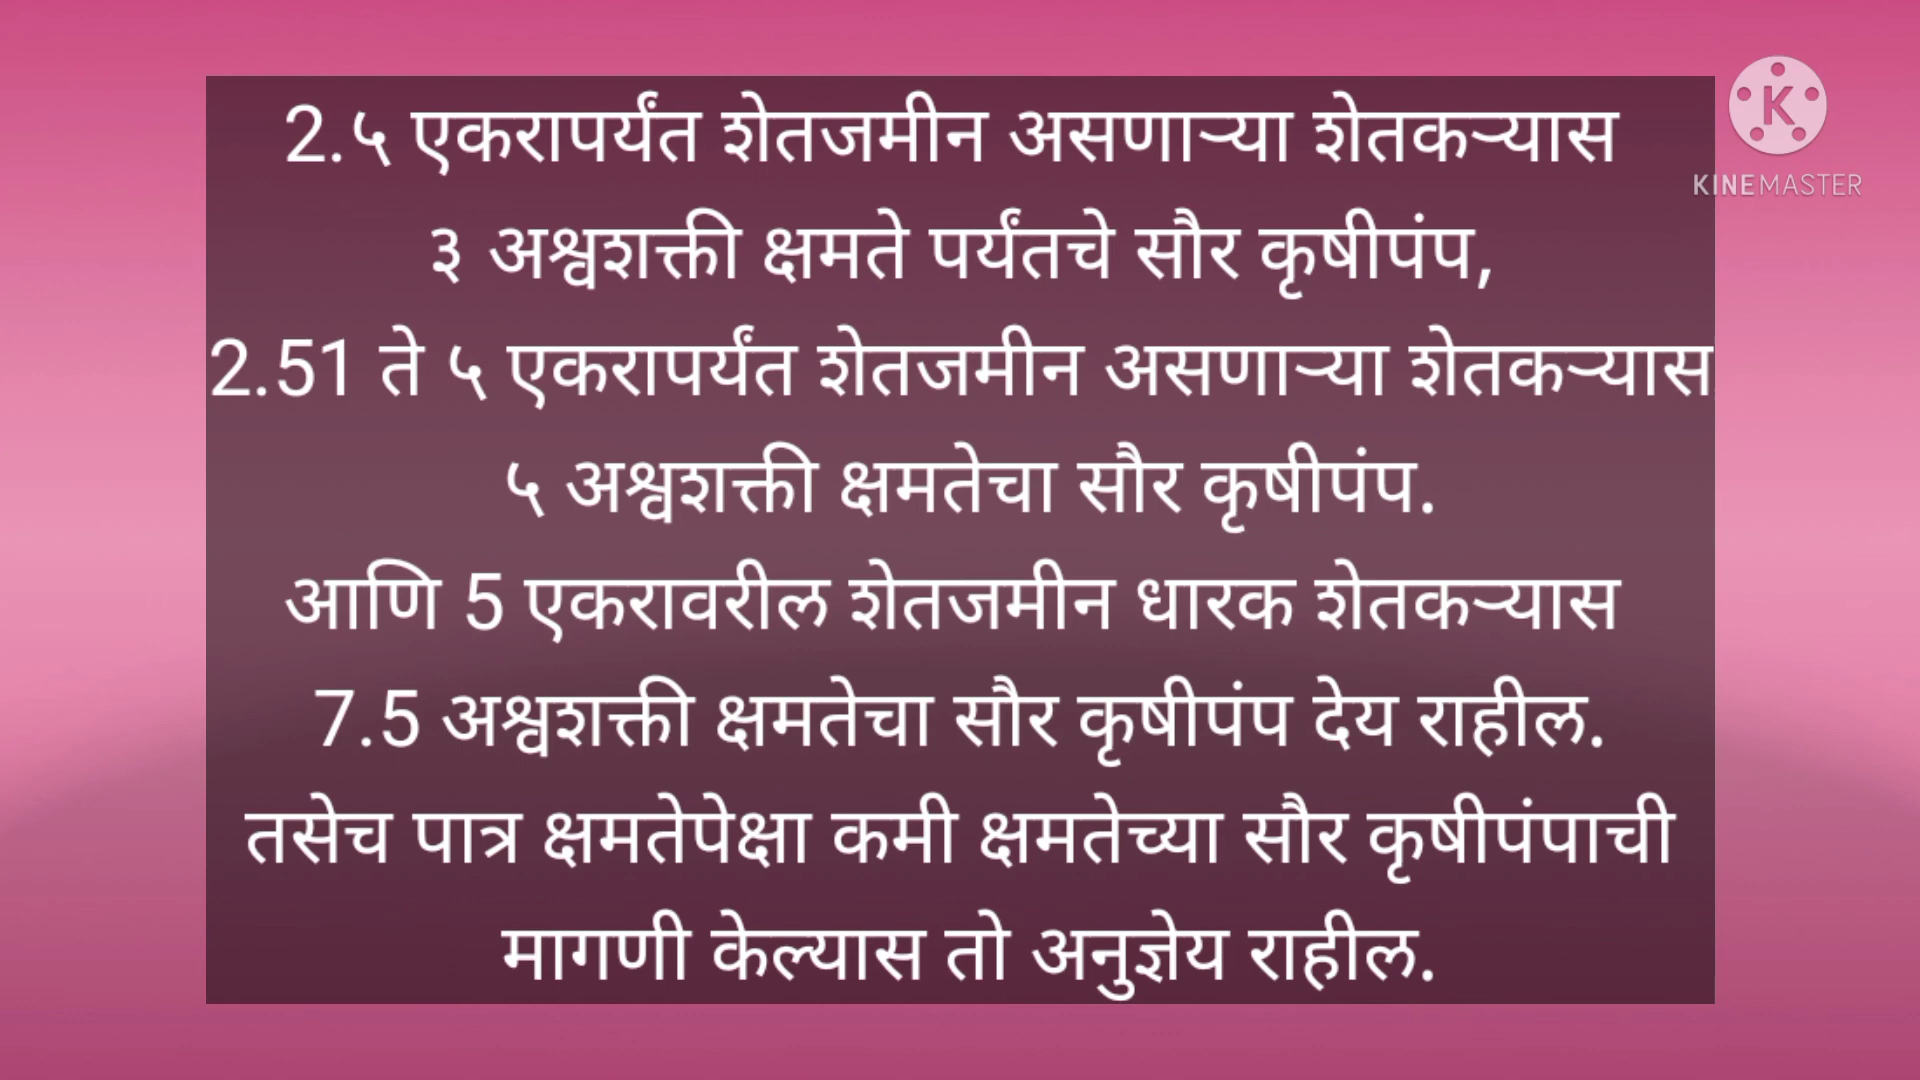 2.५ एकरापर्यंत शेतजमीन असणाऱ्या शेतकऱ्यास
३ अश्वशक्ती क्षमते पर्यंतचे सौर कृषीपंप,
2.51 ते ५ एकरापर्यंत शेतजमीन असणाऱ्या शेतकऱ्यास
५ अश्वशक्ती क्षमतेचा सौर कृषीपंप.
आणि 5 एकरावरील शेतजमीन धारक शेतकऱ्यास
7.5 अश्वशक्ती क्षमतेचा सौर कृषीपंप देय राहील.
तसेच पात्र क्षमतेपेक्षा कमी क्षमतेच्या सौर कृषीपंपाची
मागणी केल्यास तो अनुज्ञेय राहील.
K
KINEMASTER